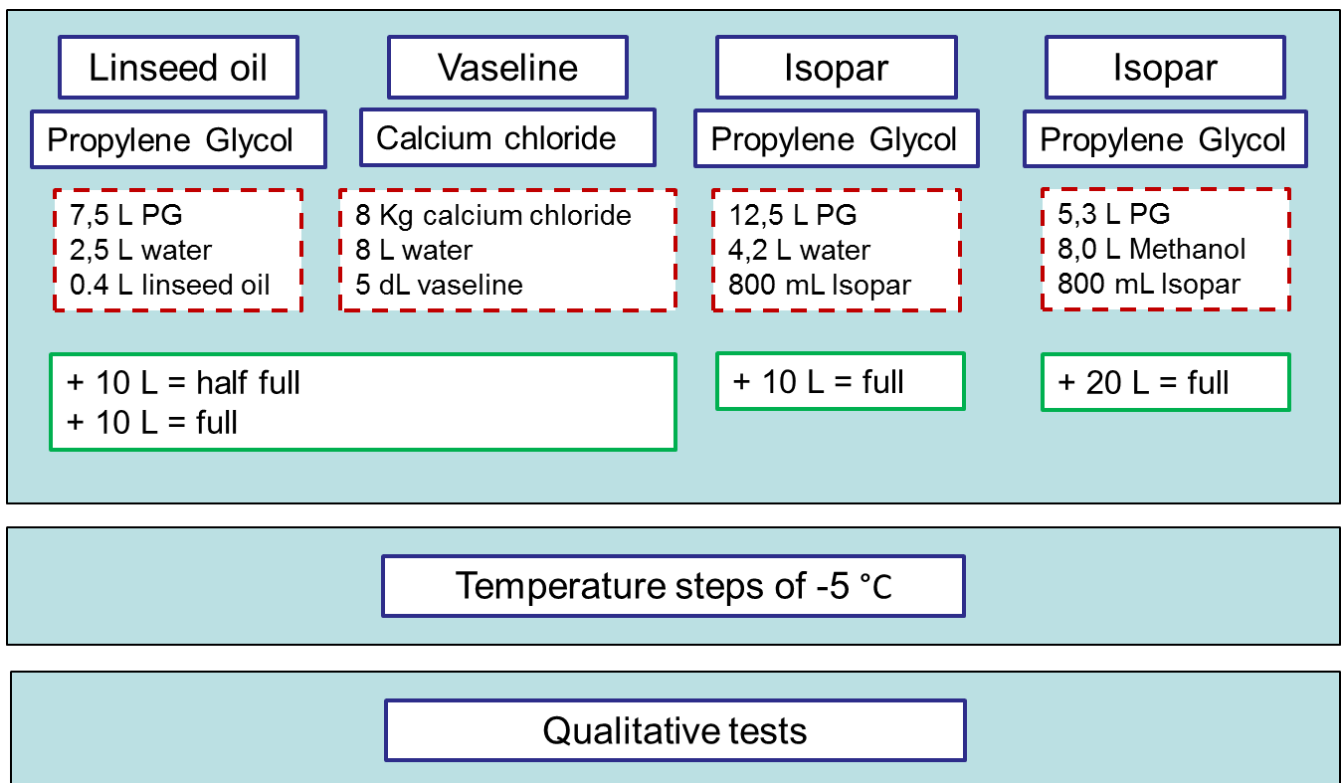 Linseed oil
Propylene Glycol
7,5 L PG
2,5 L water
0.4 L linseed oil
Vaseline
Calcium chloride
8 Kg calcium chloride
8 L water
5 dL vaseline
+ 10 L = half full
+ 10 L = full
Isopar
Propylene Glycol
12,5 L PG
4,2 L water
800 mL Isopar
+ 10 L = full
Isopar
Propylene Glycol
5,3 L PG
8,0 L Methanol
800 mL Isopar
+ 20 L = full
Temperature steps of -5 °C
Qualitative tests